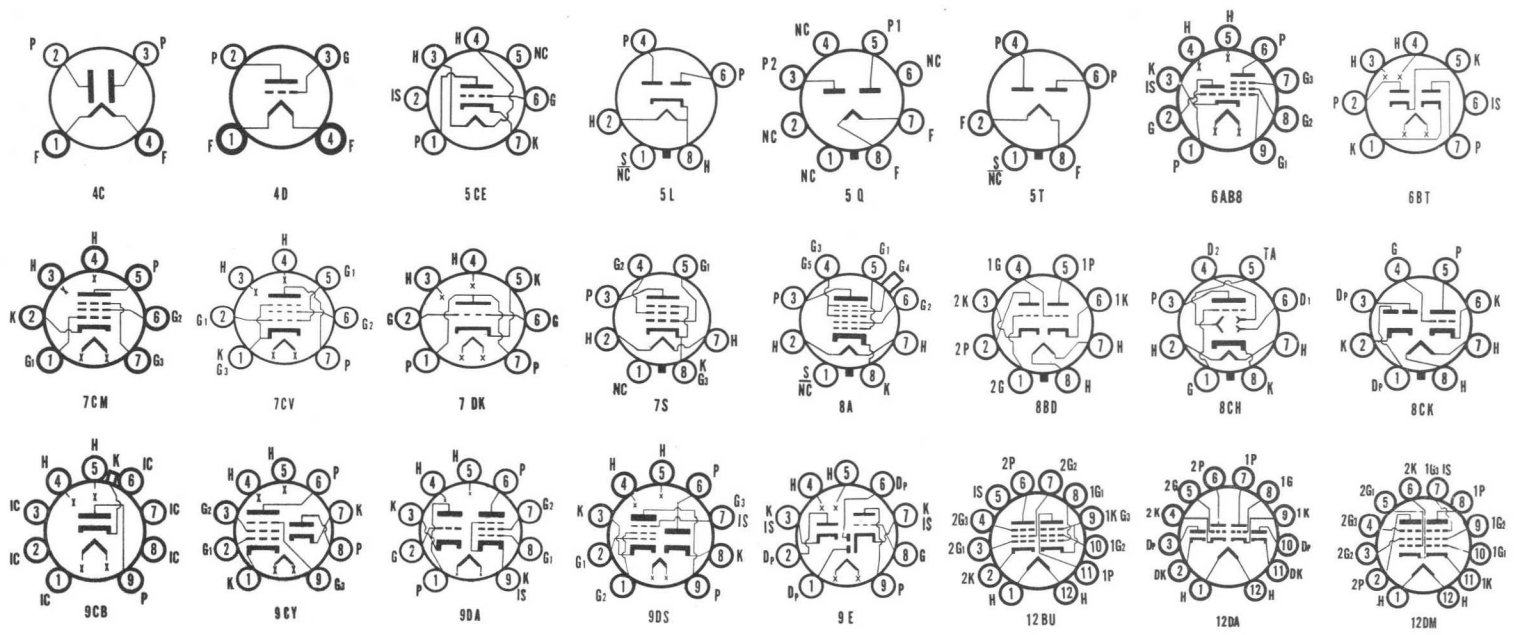 P 2 3 P
F 1 4 F
4C
P 2 3 G
F 1 4 F
4D
H 4
H 3 5 NC
IS 2 6 G
P 1 7 K
5CE
P 4
6 P
H 2
S/NC 1 8 H
5L
NC 4 5 P1
P2 3 6 NC
NC 2 7 F
NC 1 8 F
5Q
P 4
6 P
F 2
S/NC 1 8 F
5T
H
H 4 5 6 P
K IS 3 7 G3
G 2 8 G2
P 1 9 G1
6AB8
H 4
H 3 5 K
P 2 6 IS
K 1 7 P
6BT
H
4
H 3 5 P
K 2 6 G2
G1 1 7 G3
7CM
H
4
H 3 5 G1
G1 2 6 G2
K G3 1 7 P
7CV
H 4
H 3 5 K
G 2 6 G
P 1 7 P
7DK
G2 4 5 G1
P 3
H 2 7 H
NC 1 8 K G3
7S
G3 G5 4 5 G1 G4
P 3 6 G2
H 2 7 H
S/NC 1 8 K
8A
1G 4 5 1P
2K 3 6 1K
2P 2 7 H
2G 1 8 H
8BD
D2 4 5 TA
P 3 6 D1
H 2 7 H
G 1 8 K
8CH
G 4 5 P
DP 3 6 K
K 2 7 H
DP 1 8 H
8CK
H K
H 4 5 6 IC
IC 3 7 IC
IC 2 8 IC
IC 1 9 P
9CB
H
H 4 5 6 P
G2 3 7 K
G1 2 8 P
K 1 9 G3
9CY
H 5
H 4 6 P
K 3 7 G2
G 2 8 G1
P 1 9 K IS
9DA
H
H 4 5 6 P
K 3 7 G3 IS
G1 2 8 K
G2 1 9 P
9DS
H 4 H 5 6 DP
K IS 3 7 K IS
DP 2 8 G
DP 1 9 P
9E
2P 6 7 2G2
IS 5 8 1G1
2G3 4 9 1K G3
2G1 3 10 1G2
2K 2 11 1P
H 1 12 H
12BU
2P 6 7 1P
2G 5 8 1G
2K 4 9 1K
DP 3 10 DP
DK 2 11 DK
H 1 12 H
12DA
2K 1G3 IS
2G1 5 6 7 8 1P
2G3 4 9 1G2
2G2 3 10 1G1
2P 2 11 1K
H 1 12 H
12DM